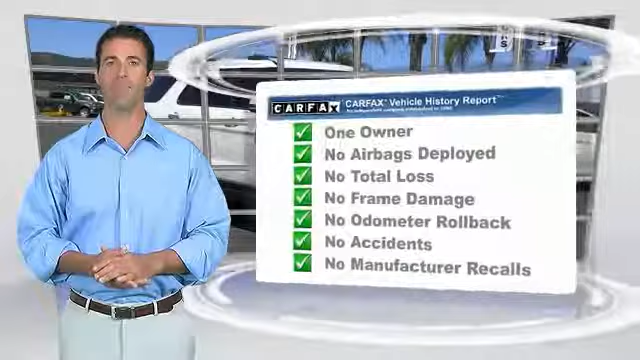 CARFAX CARFAX™ Vehicle History Report™
One Owner
No Airbags Deployed
No Total Loss
No Frame Damage
No Odometer Rollback
No Accidents
No Manufacturer Recalls